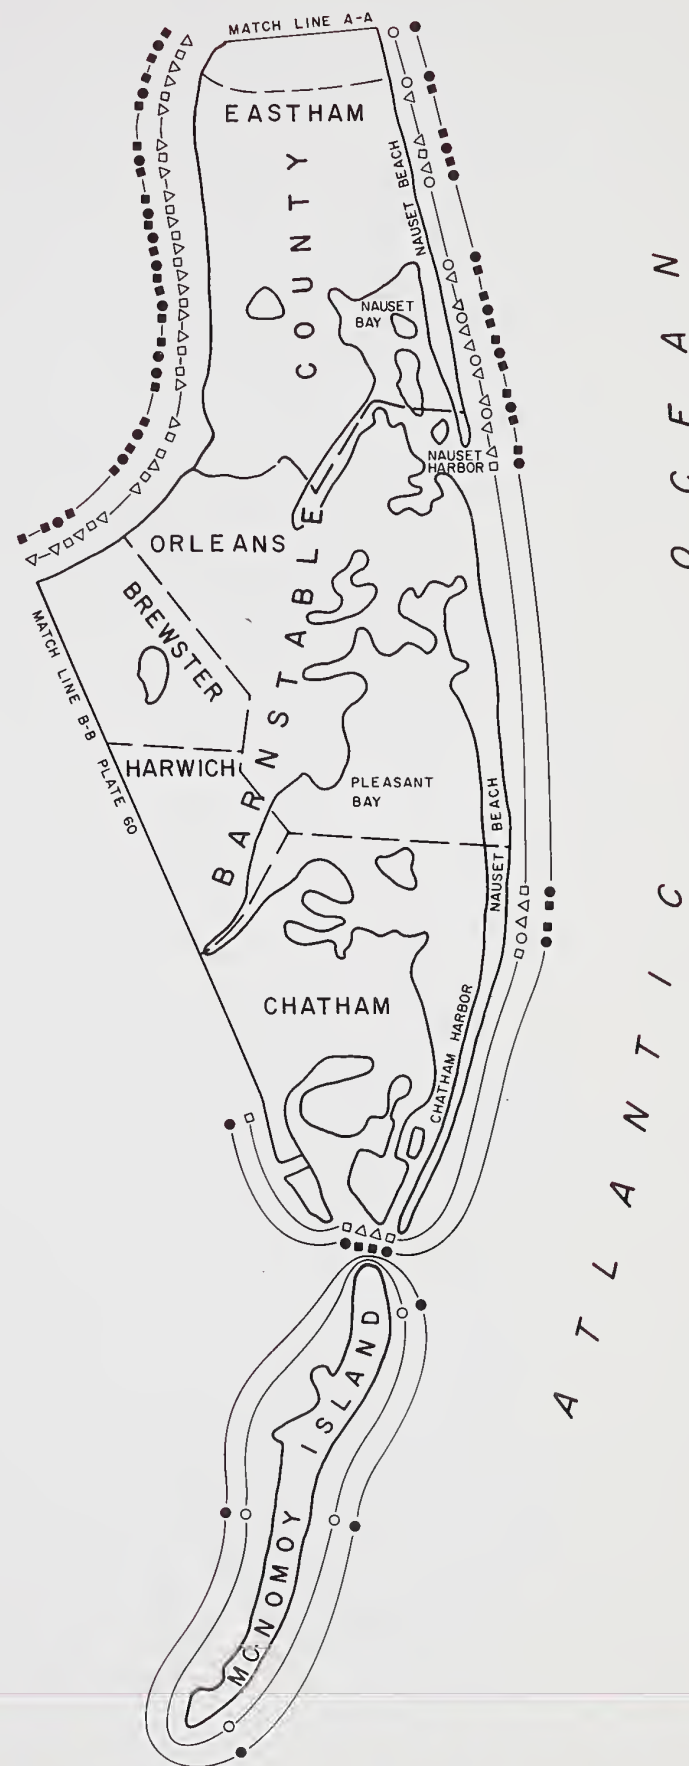 MATCH LINE A-A
EASTHAM
BARNSTABLE COUNTY
NAUSET BEACH
NAUSET
BAY
NAUSET
HARBOR
ORLEANS
BREWSTER
MATCH LINE B-B PLATE 60
HARWICH
PLEASANT
BAY
NAUSET BEACH
CHATHAM
CHATHAM HARBOR
ATLANTIC OCEAN
MONOMOY ISLAND